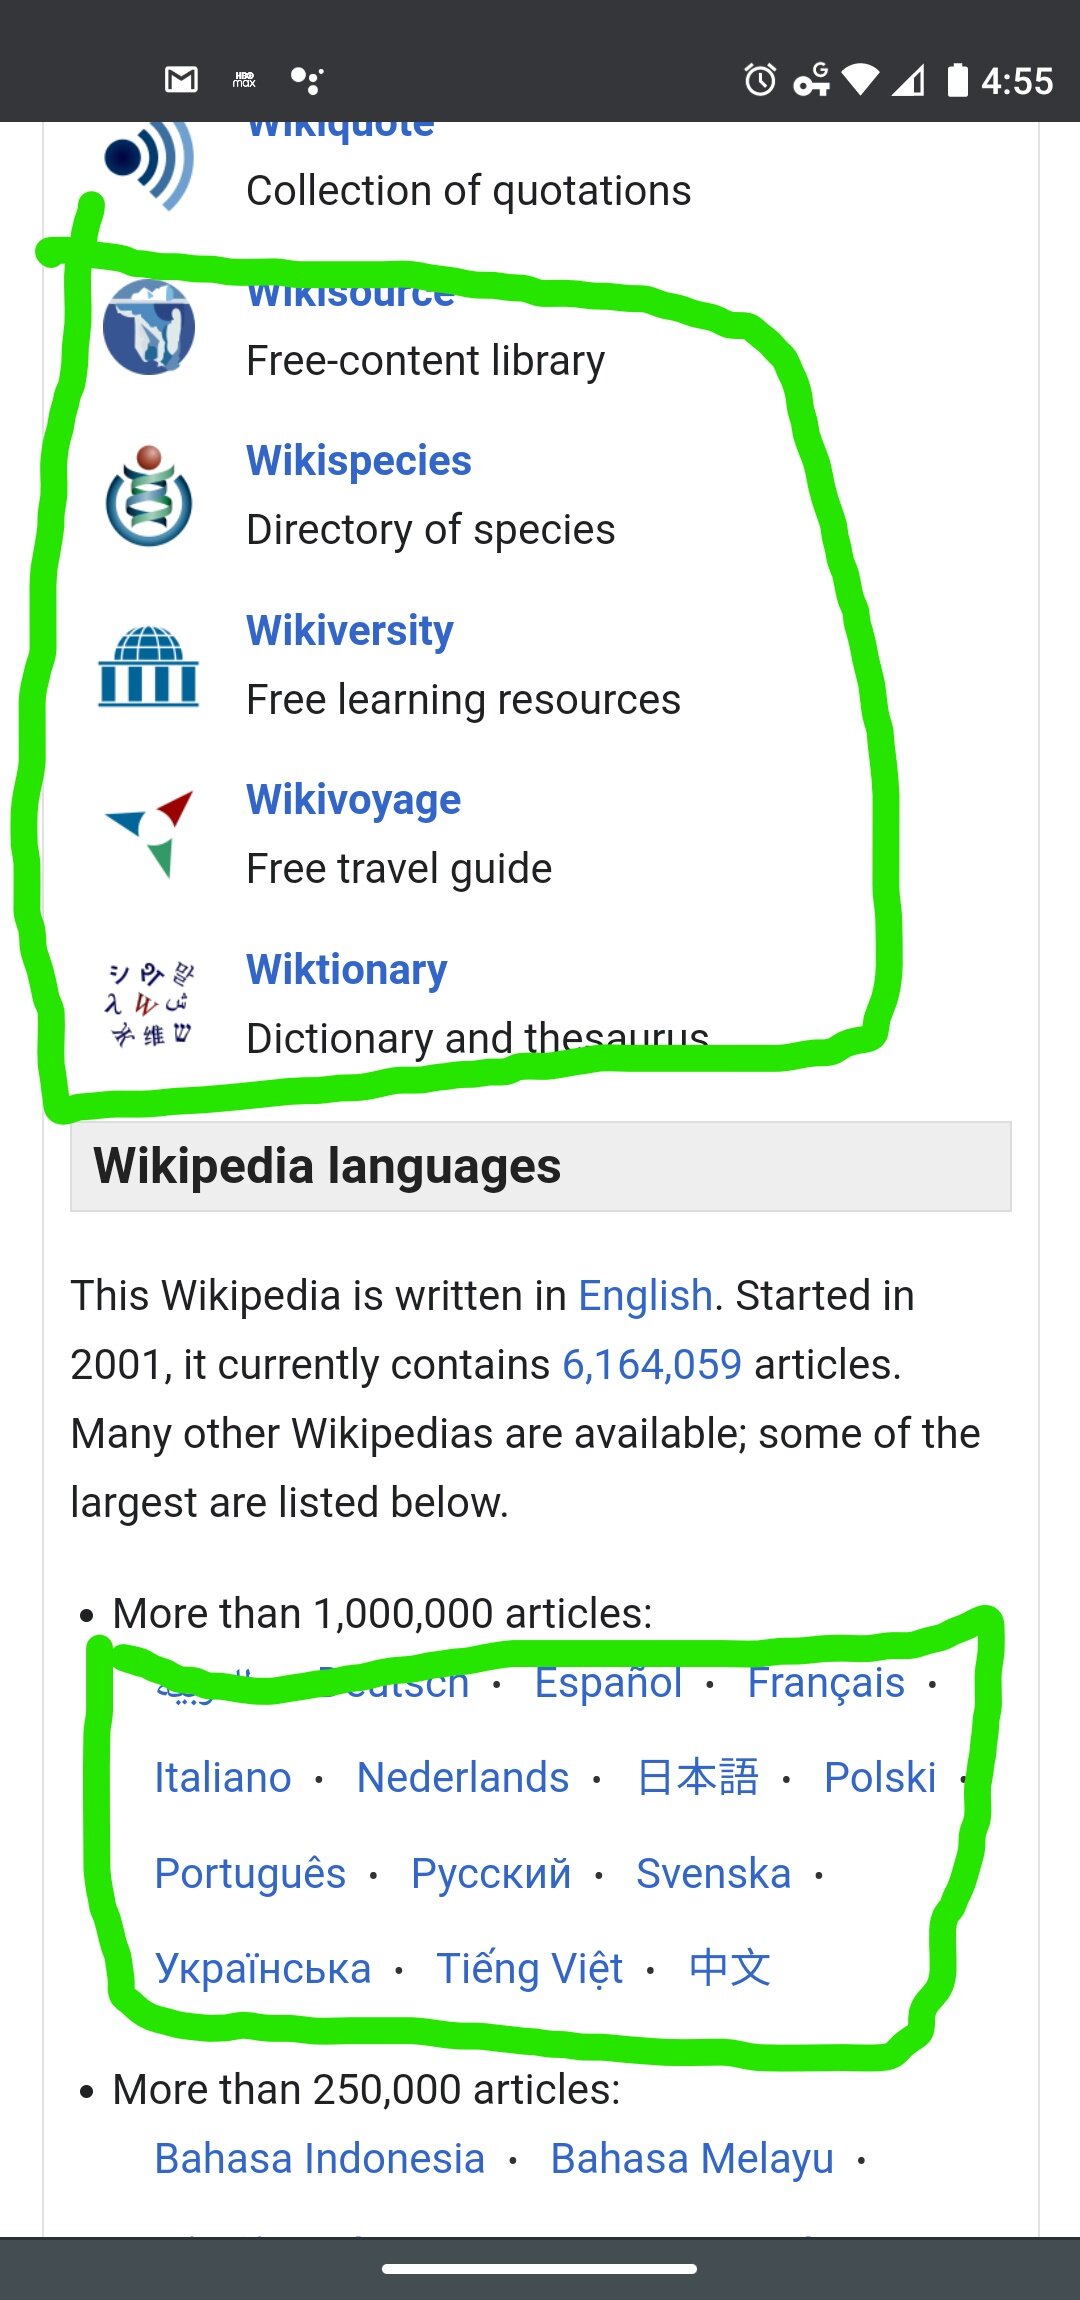 4:55
Wikiquote
Collection of quotations
Wikisource
Free-content library
Wikispecies
Directory of species
Wikiversity
Free learning resources
Wikivoyage
Free travel guide
Wiktionary
Dictionary and thesaurus
Wikipedia languages
This Wikipedia is written in English. Started in
2001, it currently contains 6,164,059 articles.
Many other Wikipedias are available; some of the
largest are listed below.
• More than 1,000,000 articles:
Deutsch • Español • Français •
Italiano • Nederlands • 日本語 • Polski •
Português • Русский • Svenska •
Українська • Tiếng Việt • 中文
• More than 250,000 articles:
Bahasa Indonesia • Bahasa Melayu •